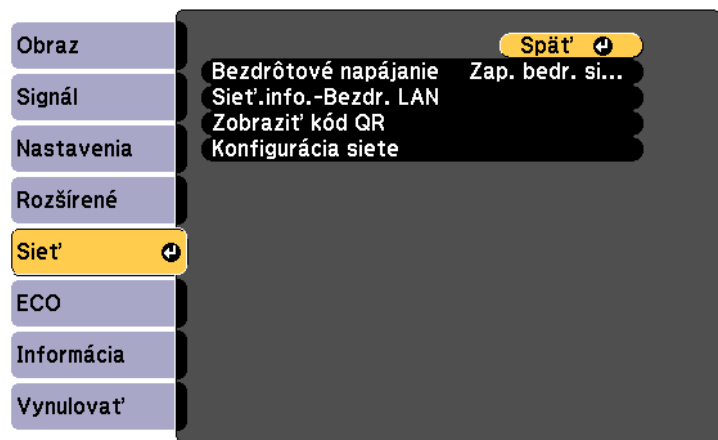 Obraz
Signál
Nastavenia
Rozšírené
Sieť
ECO
Informácia
Vynulovať
Späť
Bezdrôtové napájanie Zap. bedr. si...
Sieť.info.-Bezdr. LAN
Zobraziť kód QR
Konfigurácia siete